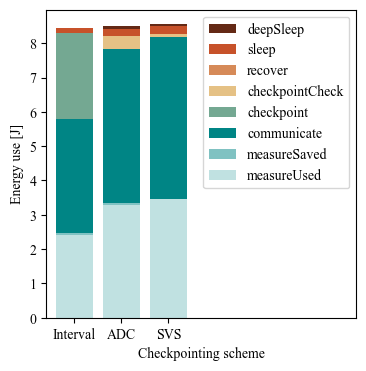 Energy use [J]
8
7
6
5
4
3
2
1
0
deepSleep
sleep
recover
checkpointCheck
checkpoint
communicate
measureSaved
measureUsed
Interval ADC SVS
Checkpointing scheme